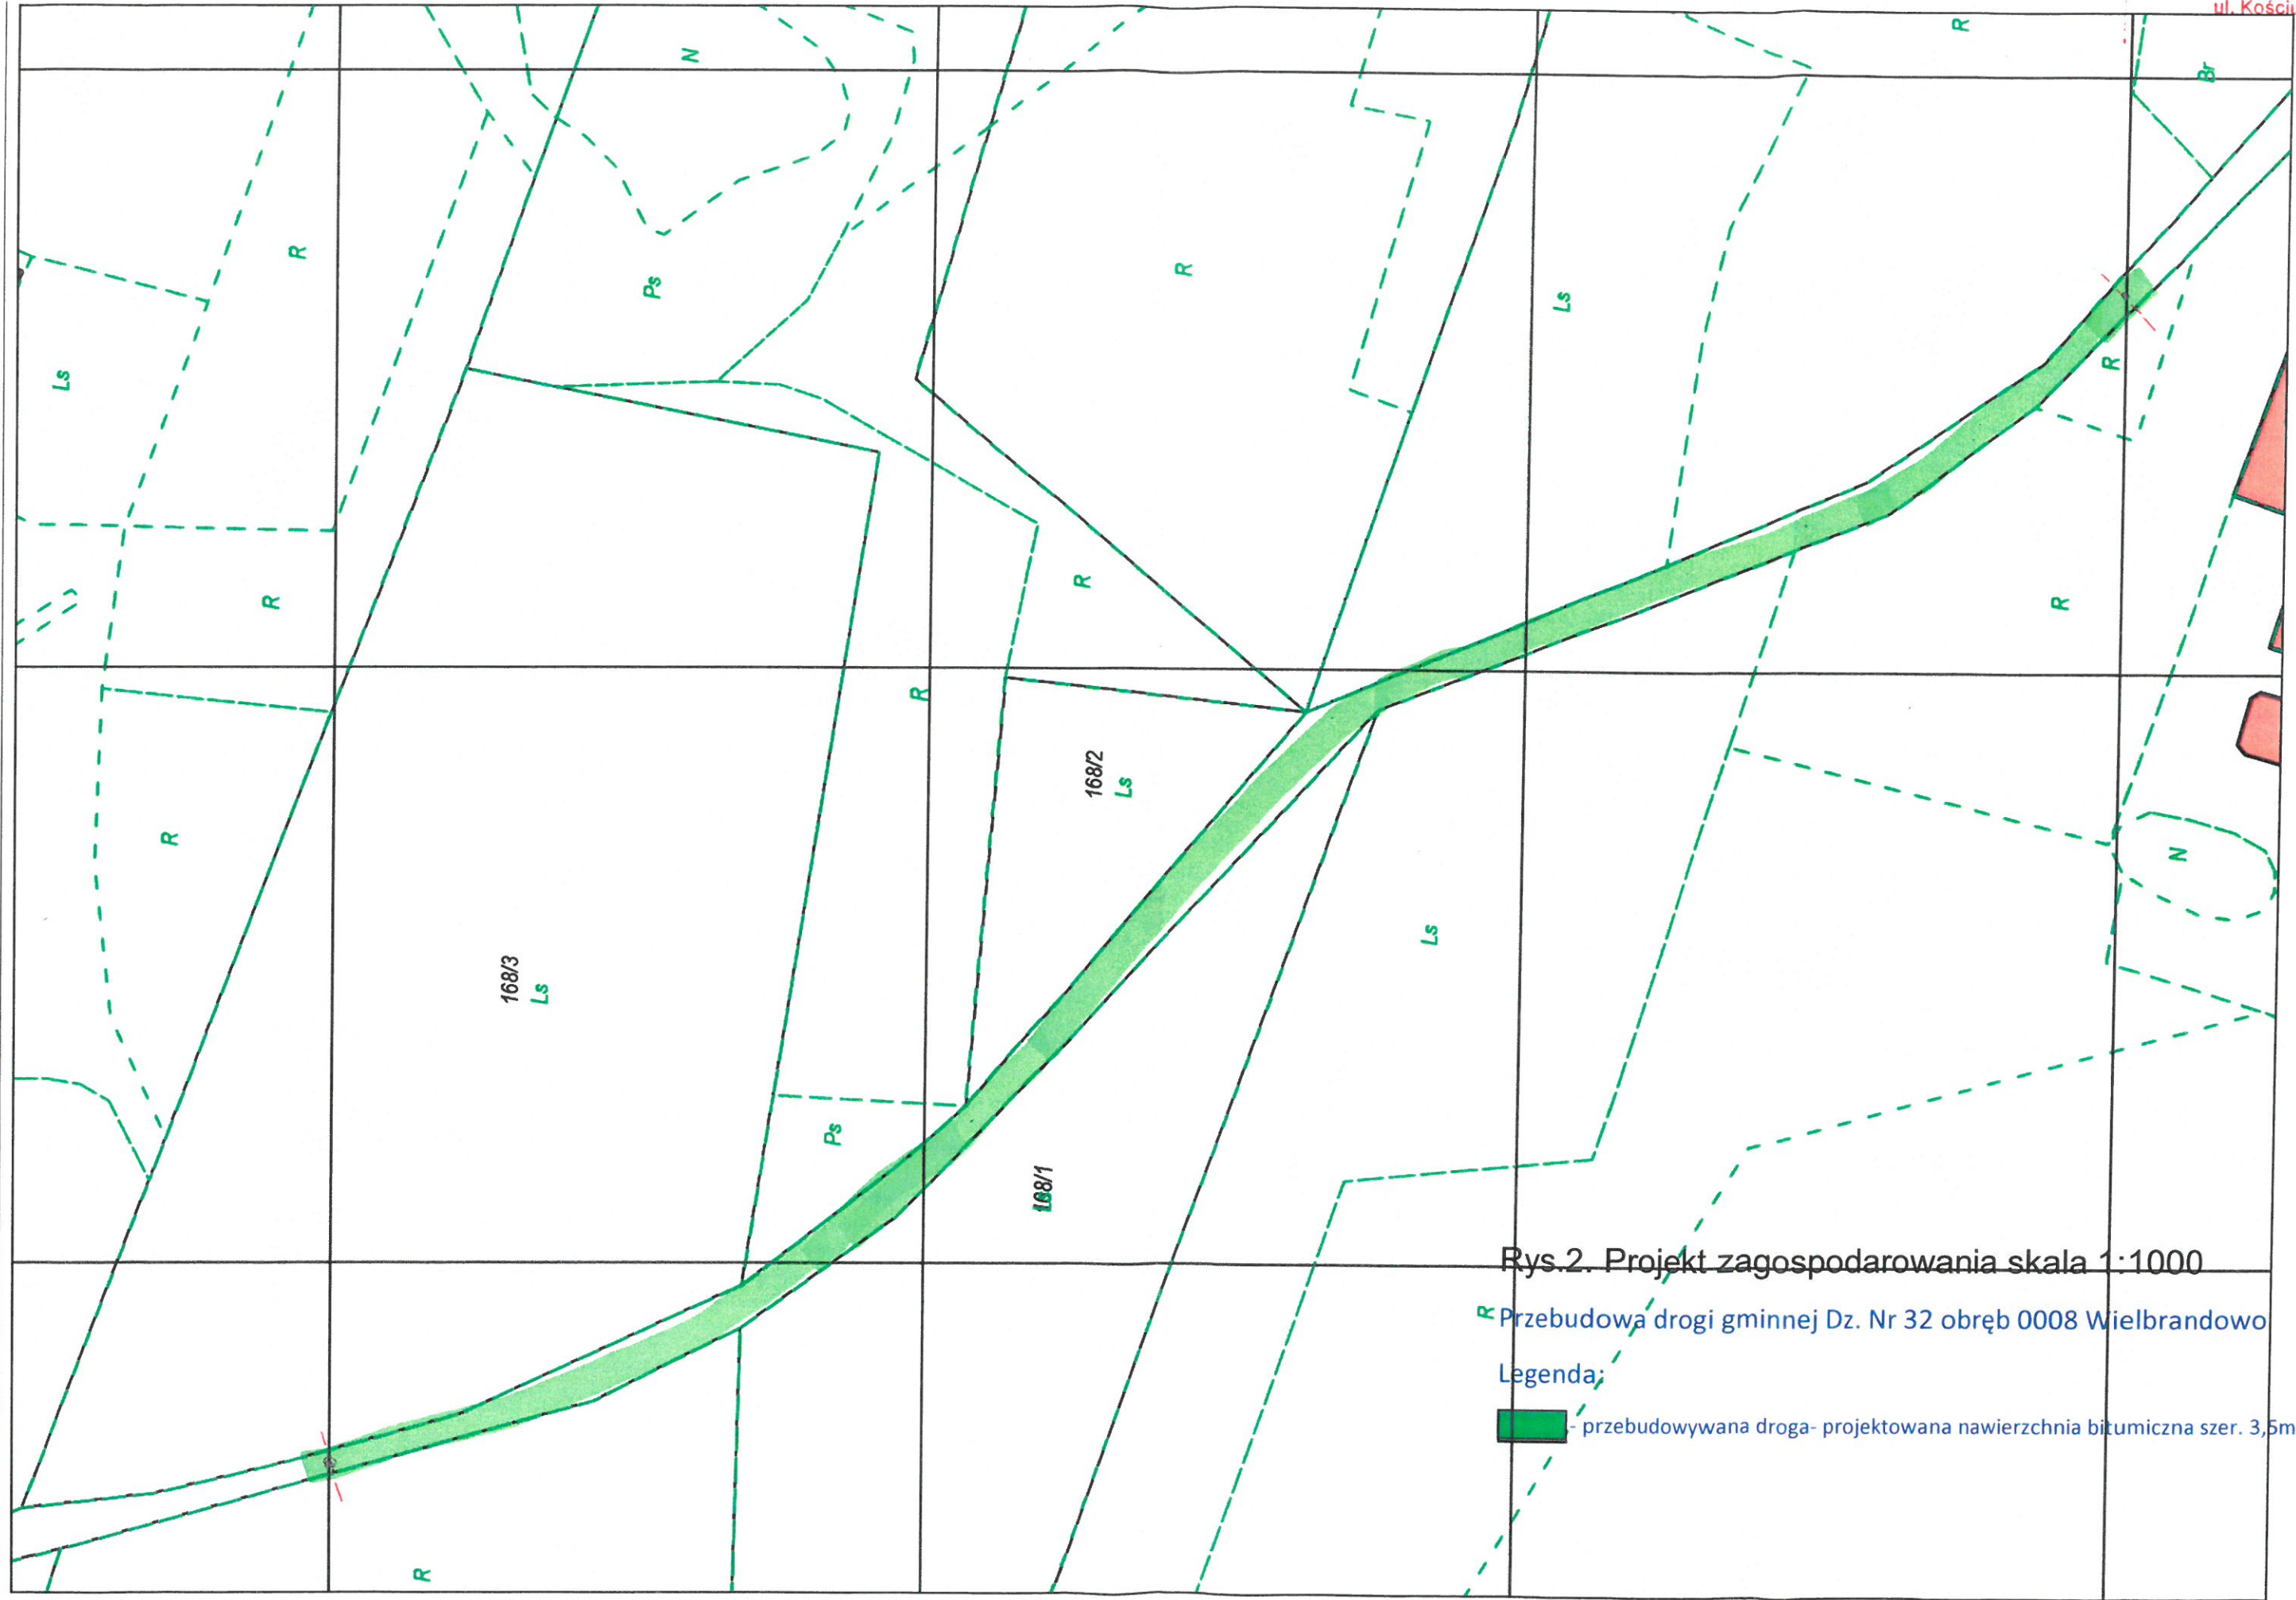 ul. Kości
R
N
Br
R
R
Ps
Ls
R
Ls
R
R
R
R
R
168/2
Ls
R
N
Ls
168/3
Ls
Ps
168/1
Rys.2. Projekt zagospodarowania skala 1:1000
R
Przebudowa drogi gminnej Dz. Nr 32 obręb 0008 Wielbrandowo
Legenda;
- przebudowywana droga- projektowana nawierzchnia bitumiczna szer. 3,5m
R